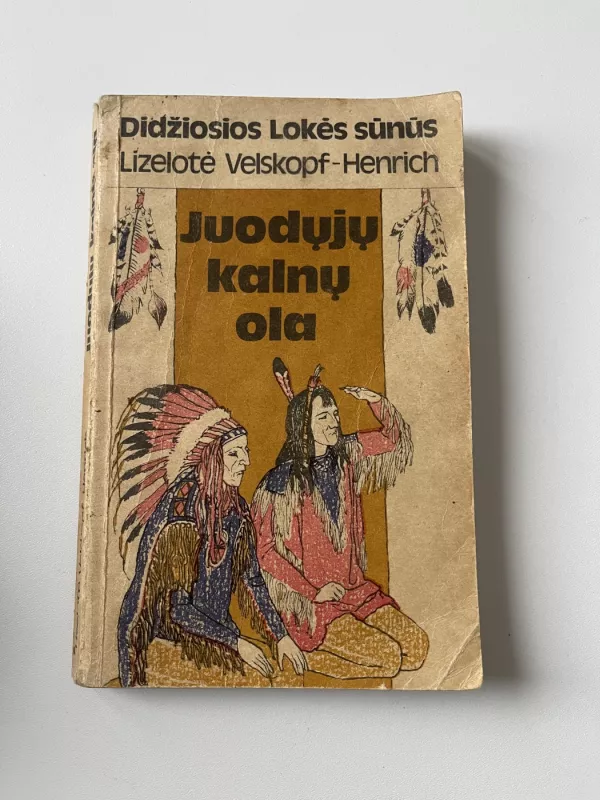 Didžiosios Lokės sūnūs
Lizelotė Velskopf-Henrich
Juodųjų
kalnų
ola